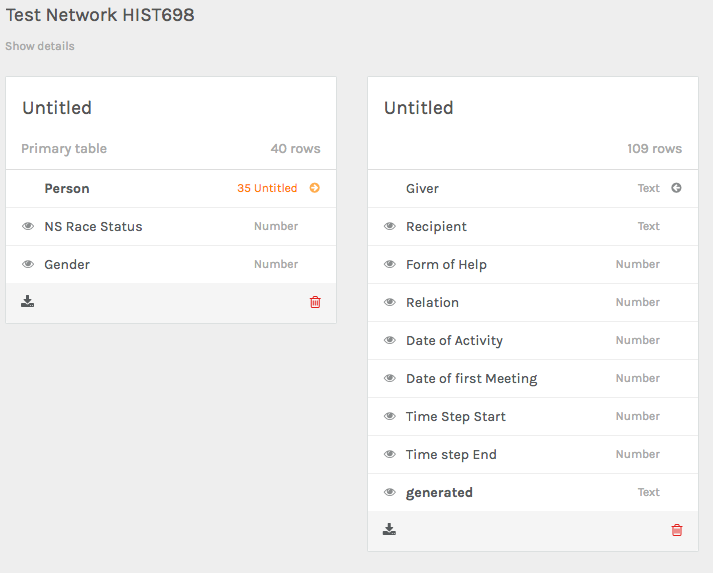 Test Network HIST698
Show details
Untitled
Primary table 40 rows
Person 35 Untitled
NS Race Status Number
Gender Number
Untitled
109 rows
Giver Text
Recipient Text
Form of Help Number
Relation Number
Date of Activity Number
Date of first Meeting Number
Time Step Start Number
Time step End Number
generated Text